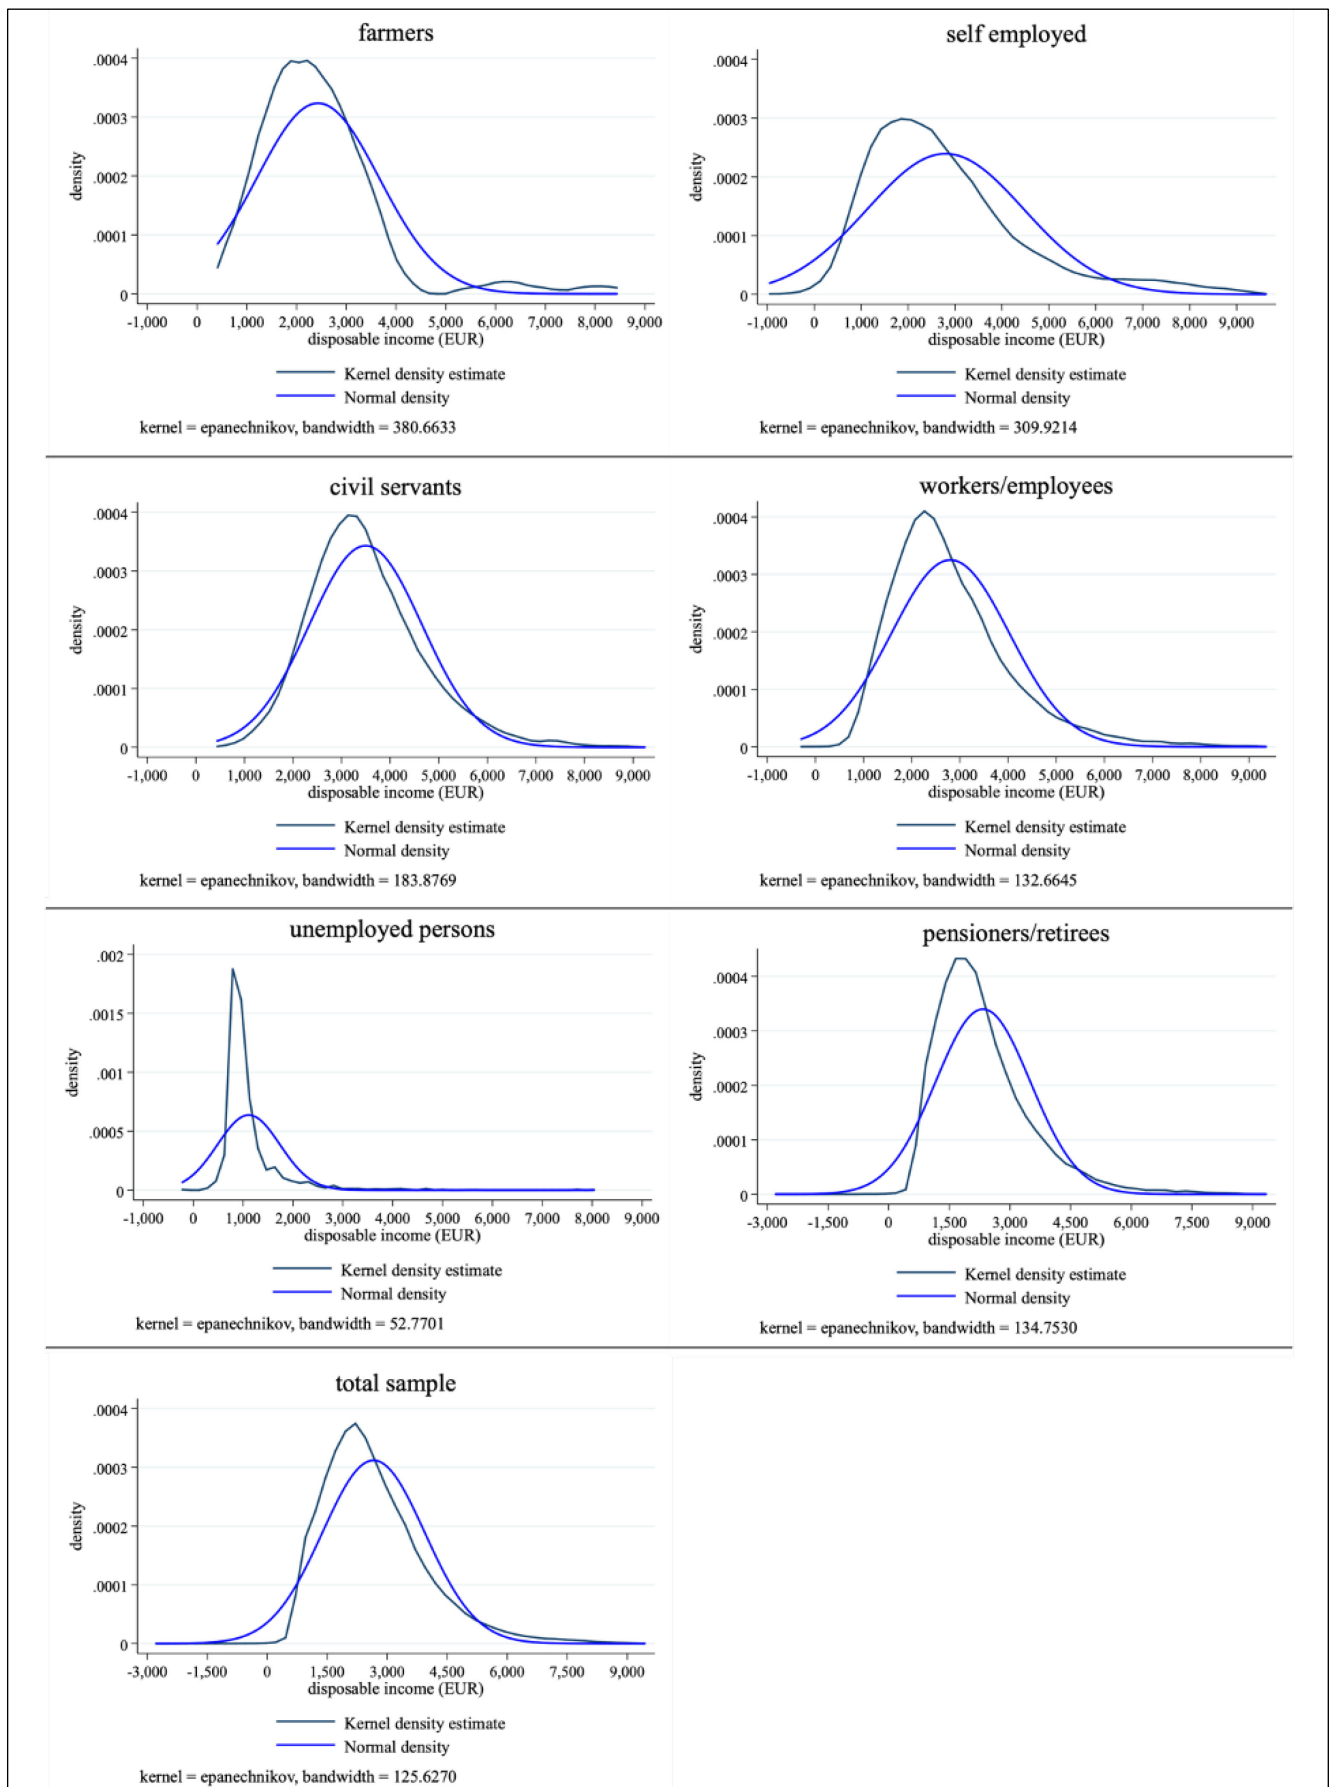 farmers
.0004
.0003
.0002
.0001
0
density
-1,000 0 1,000 2,000 3,000 4,000 5,000 6,000 7,000 8,000 9,000
disposable income (EUR)
Kernel density estimate
Normal density
kernel = epanechnikov, bandwidth = 380.6633
self employed
.0004
.0003
.0002
.0001
0
density
-1,000 0 1,000 2,000 3,000 4,000 5,000 6,000 7,000 8,000 9,000
disposable income (EUR)
Kernel density estimate
Normal density
kernel = epanechnikov, bandwidth = 309.9214
civil servants
.0004
.0003
.0002
.0001
0
density
-1,000 0 1,000 2,000 3,000 4,000 5,000 6,000 7,000 8,000 9,000
disposable income (EUR)
Kernel density estimate
Normal density
kernel = epanechnikov, bandwidth = 183.8769
workers/employees
.0004
.0003
.0002
.0001
0
density
-1,000 0 1,000 2,000 3,000 4,000 5,000 6,000 7,000 8,000 9,000
disposable income (EUR)
Kernel density estimate
Normal density
kernel = epanechnikov, bandwidth = 132.6645
unemployed persons
.002
.0015
.001
.0005
0
density
-1,000 0 1,000 2,000 3,000 4,000 5,000 6,000 7,000 8,000 9,000
disposable income (EUR)
Kernel density estimate
Normal density
kernel = epanechnikov, bandwidth = 52.7701
pensioners/retirees
.0004
.0003
.0002
.0001
0
density
-3,000 -1,500 0 1,500 3,000 4,500 6,000 7,500 9,000
disposable income (EUR)
Kernel density estimate
Normal density
kernel = epanechnikov, bandwidth = 134.7530
total sample
.0004
.0003
.0002
.0001
0
density
-3,000 -1,500 0 1,500 3,000 4,500 6,000 7,500 9,000
disposable income (EUR)
Kernel density estimate
Normal density
kernel = epanechnikov, bandwidth = 125.6270